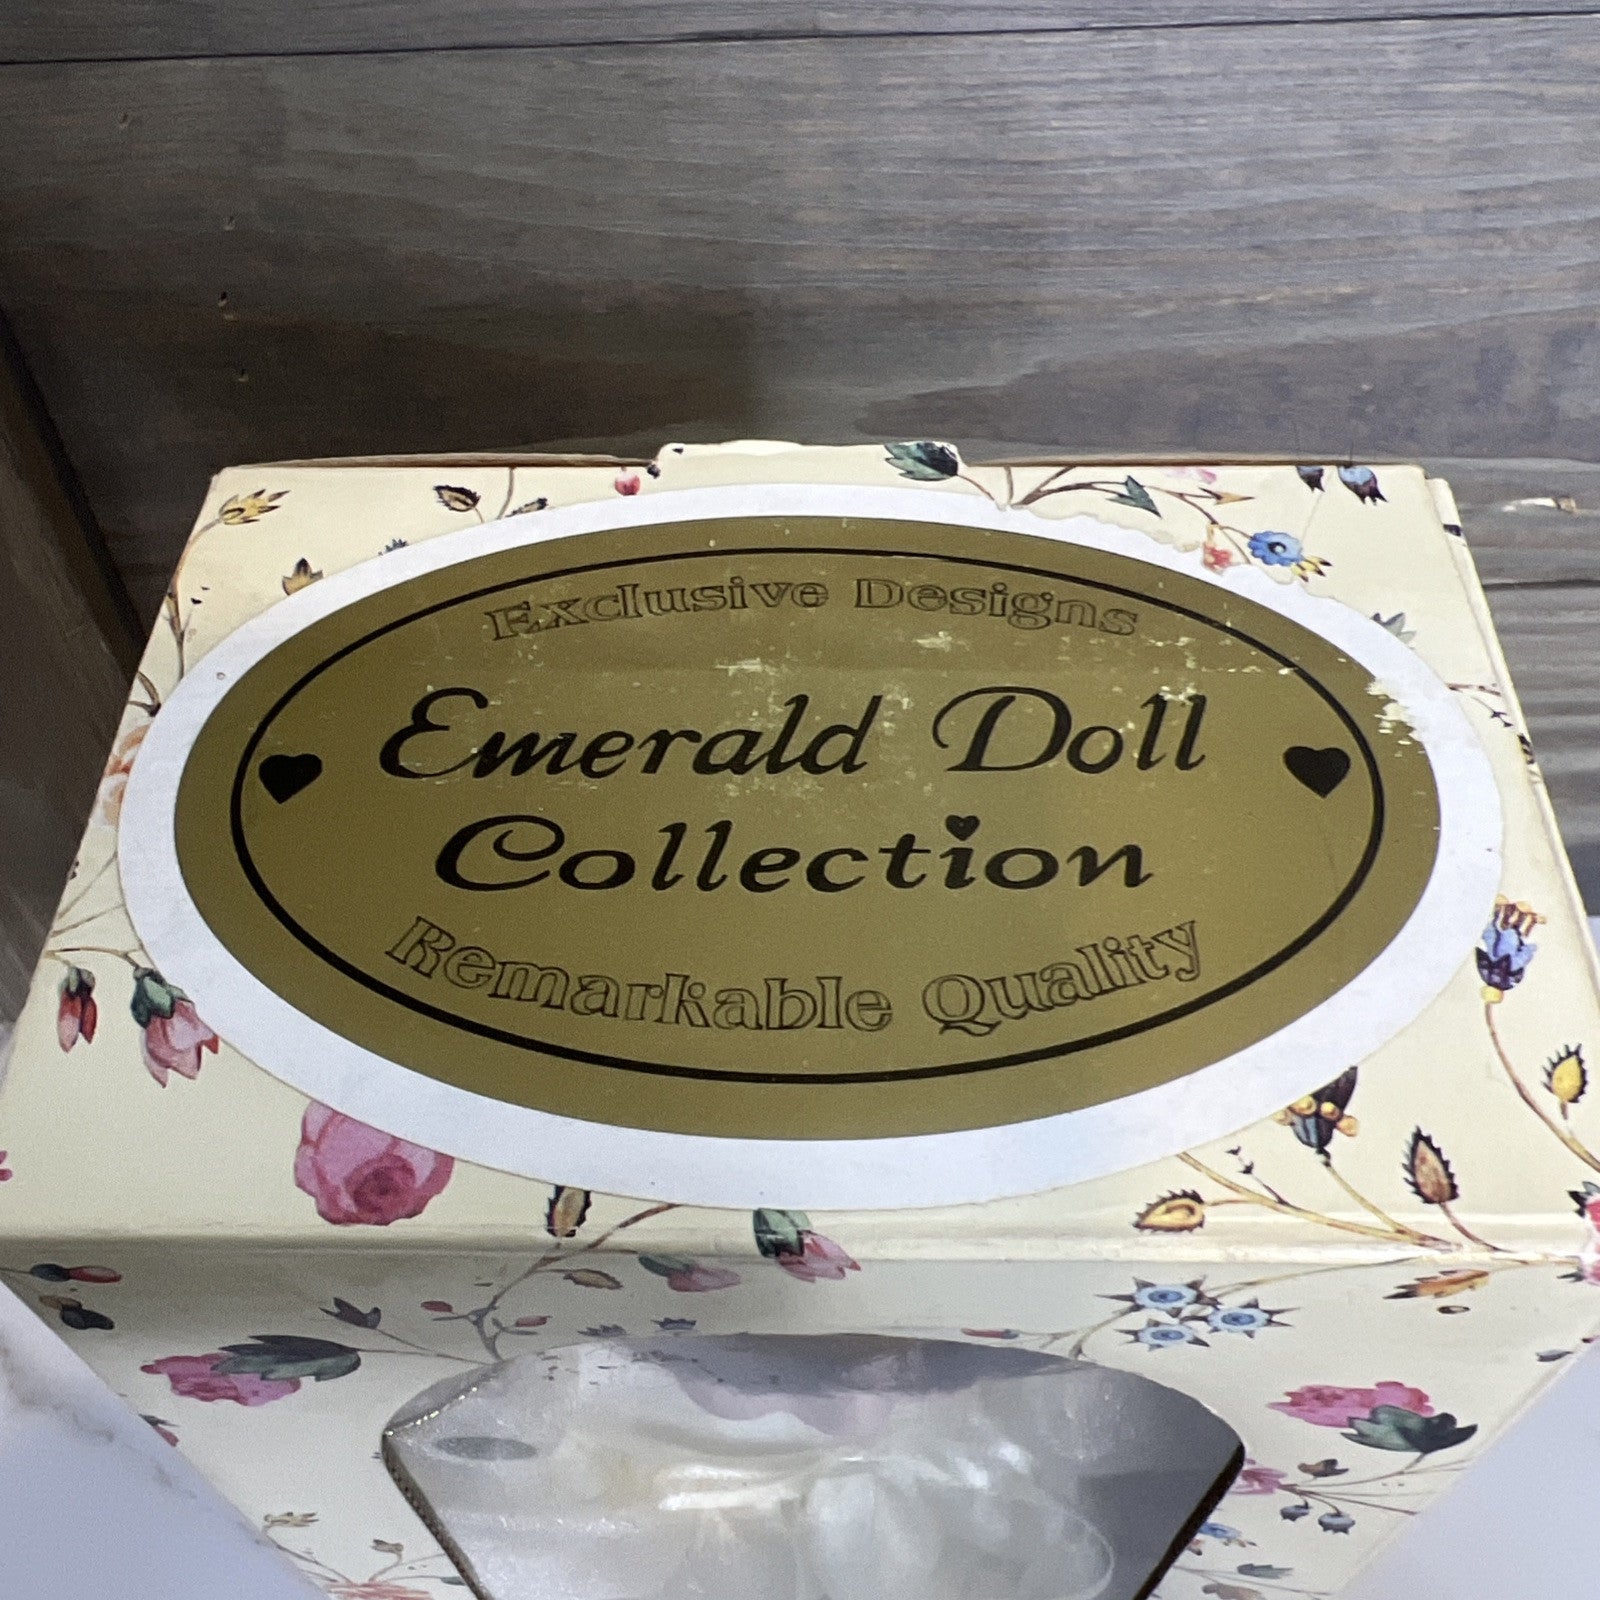 Exclusive Designs
Emerald Doll
Collection
Remarkable Quality